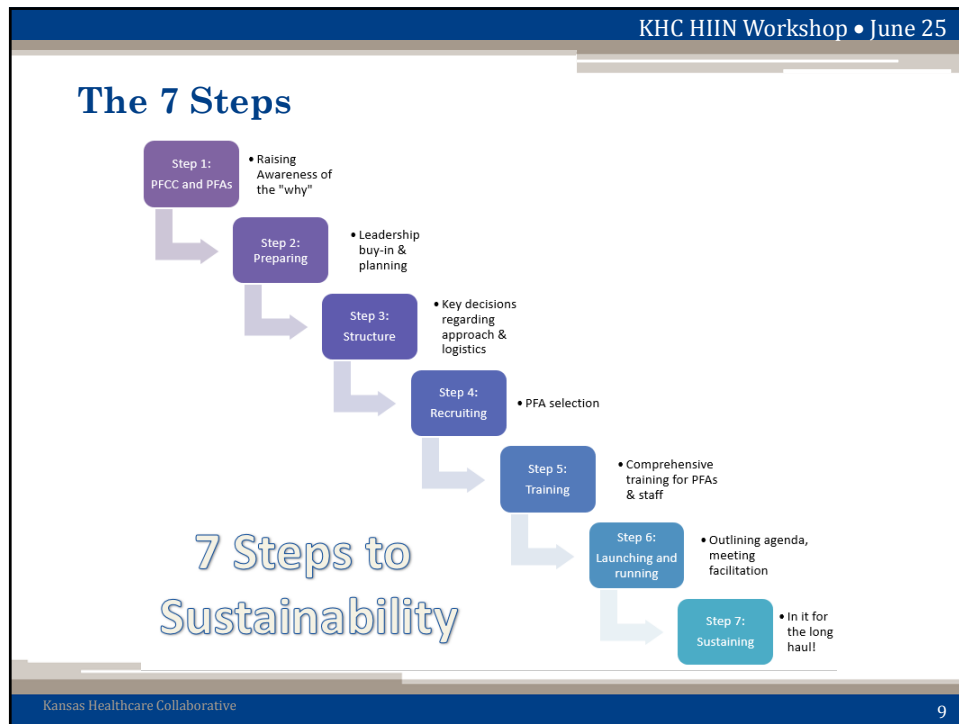 KHC HIIN Workshop • June 25
The 7 Steps
Step 1:
PFCC and PFAs
• Raising
Awareness of
the "why"
Step 2:
Preparing
• Leadership
buy-in &
planning
Step 3:
Structure
• Key decisions
regarding
approach &
logistics
Step 4:
Recruiting
• PFA selection
Step 5:
Training
• Comprehensive
training for PFAs
& staff
Step 6:
Launching and
running
• Outlining agenda,
meeting
facilitation
Step 7:
Sustaining
• In it for
the long
haul!
7 Steps to
Sustainability
Kansas Healthcare Collaborative
9